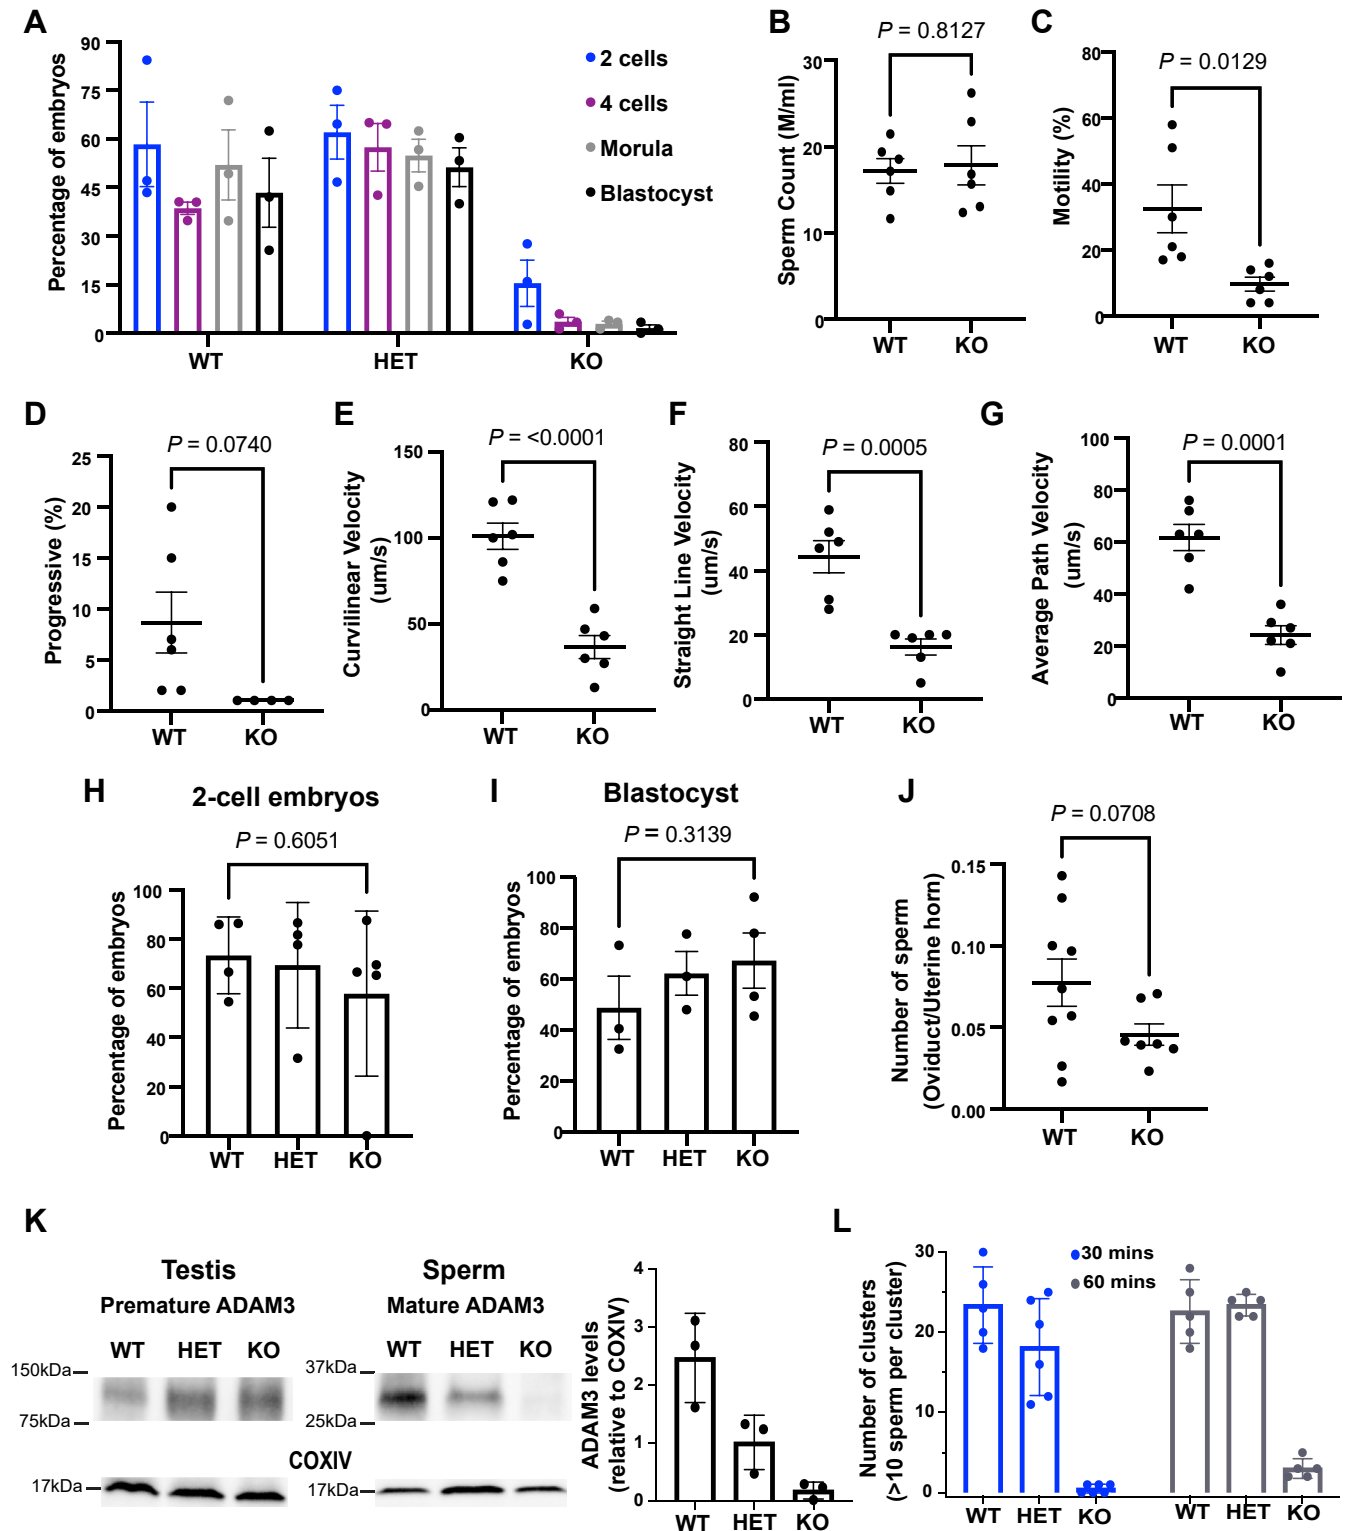 A
Percentage of embryos
90
75
60
45
30
15
0
WT
HET
KO
2 cells
4 cells
Morula
Blastocyst
B
P = 0.8127
Sperm Count (M/ml)
30
20
10
0
WT
KO
C
P = 0.0129
Motility (%)
80
60
40
20
0
WT
KO
D
P = 0.0740
Progressive (%)
25
20
15
10
5
0
WT
KO
E
P = <0.0001
Curvilinear Velocity
(um/s)
150
100
50
0
WT
KO
F
P = 0.0005
Straight Line Velocity
(um/s)
80
60
40
20
0
WT
KO
G
P = 0.0001
Average Path Velocity
(um/s)
100
80
60
40
20
0
WT
KO
H
2-cell embryos
P = 0.6051
Percentage of embryos
100
80
60
40
20
0
WT
HET
KO
I
Blastocyst
P = 0.3139
Percentage of embryos
100
80
60
40
20
0
WT
HET
KO
J
P = 0.0708
Number of sperm
(Oviduct/Uterine horn)
0.15
0.10
0.05
0.00
WT
KO
K
Testis
Premature ADAM3
WT HET KO
150kDa
75kDa
17kDa
COXIV
Sperm
Mature ADAM3
WT HET KO
37kDa
25kDa
17kDa
ADAM3 levels
(relative to COXIV)
4
3
2
1
0
WT
HET
KO
L
Number of clusters
(>10 sperm per cluster)
30
20
10
0
30 mins
60 mins
WT
HET
KO
WT
HET
KO